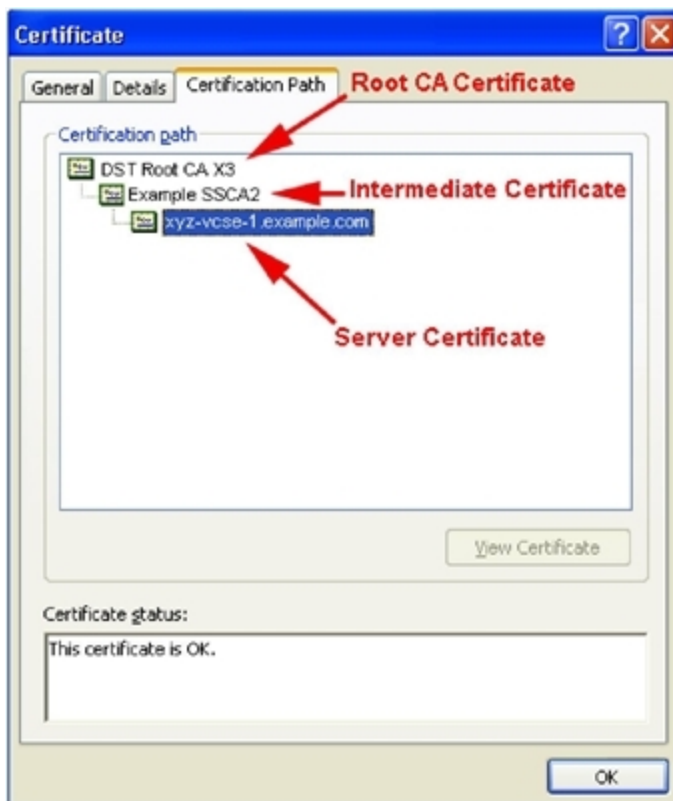 Certificate
General Details Certification Path Root CA Certificate
Certification path
DST Root CA X3
Example SSCA2 Intermediate Certificate
xyz-vcse-1.example.com
Server Certificate
View Certificate
Certificate status:
This certificate is OK.
OK